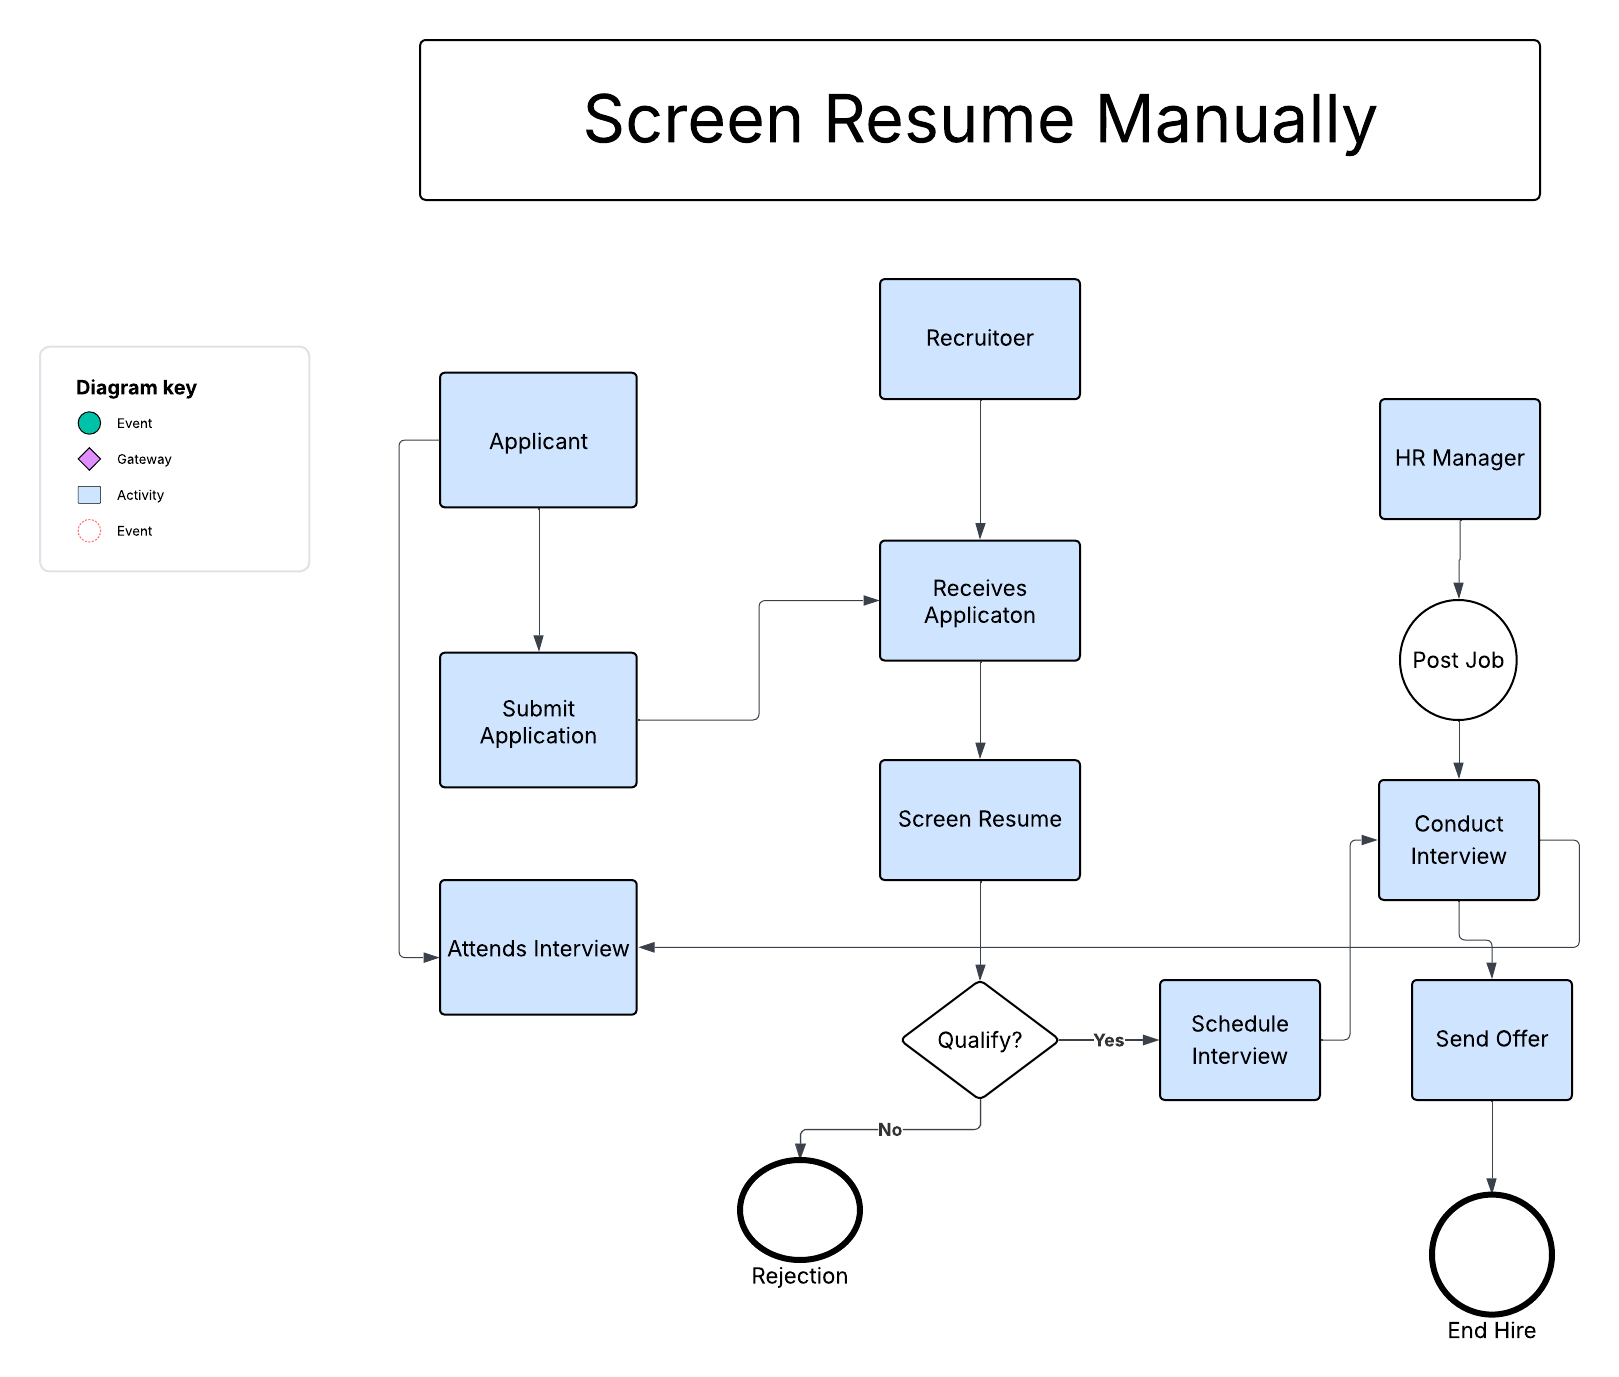 Screen Resume Manually
Diagram key
Event
Gateway
Activity
Event
Applicant
Submit
Application
Attends Interview
Recruitoer
Receives
Applicaton
Screen Resume
Qualify?
Yes
No
Rejection
Schedule
Interview
HR Manager
Post Job
Conduct
Interview
Send Offer
End Hire